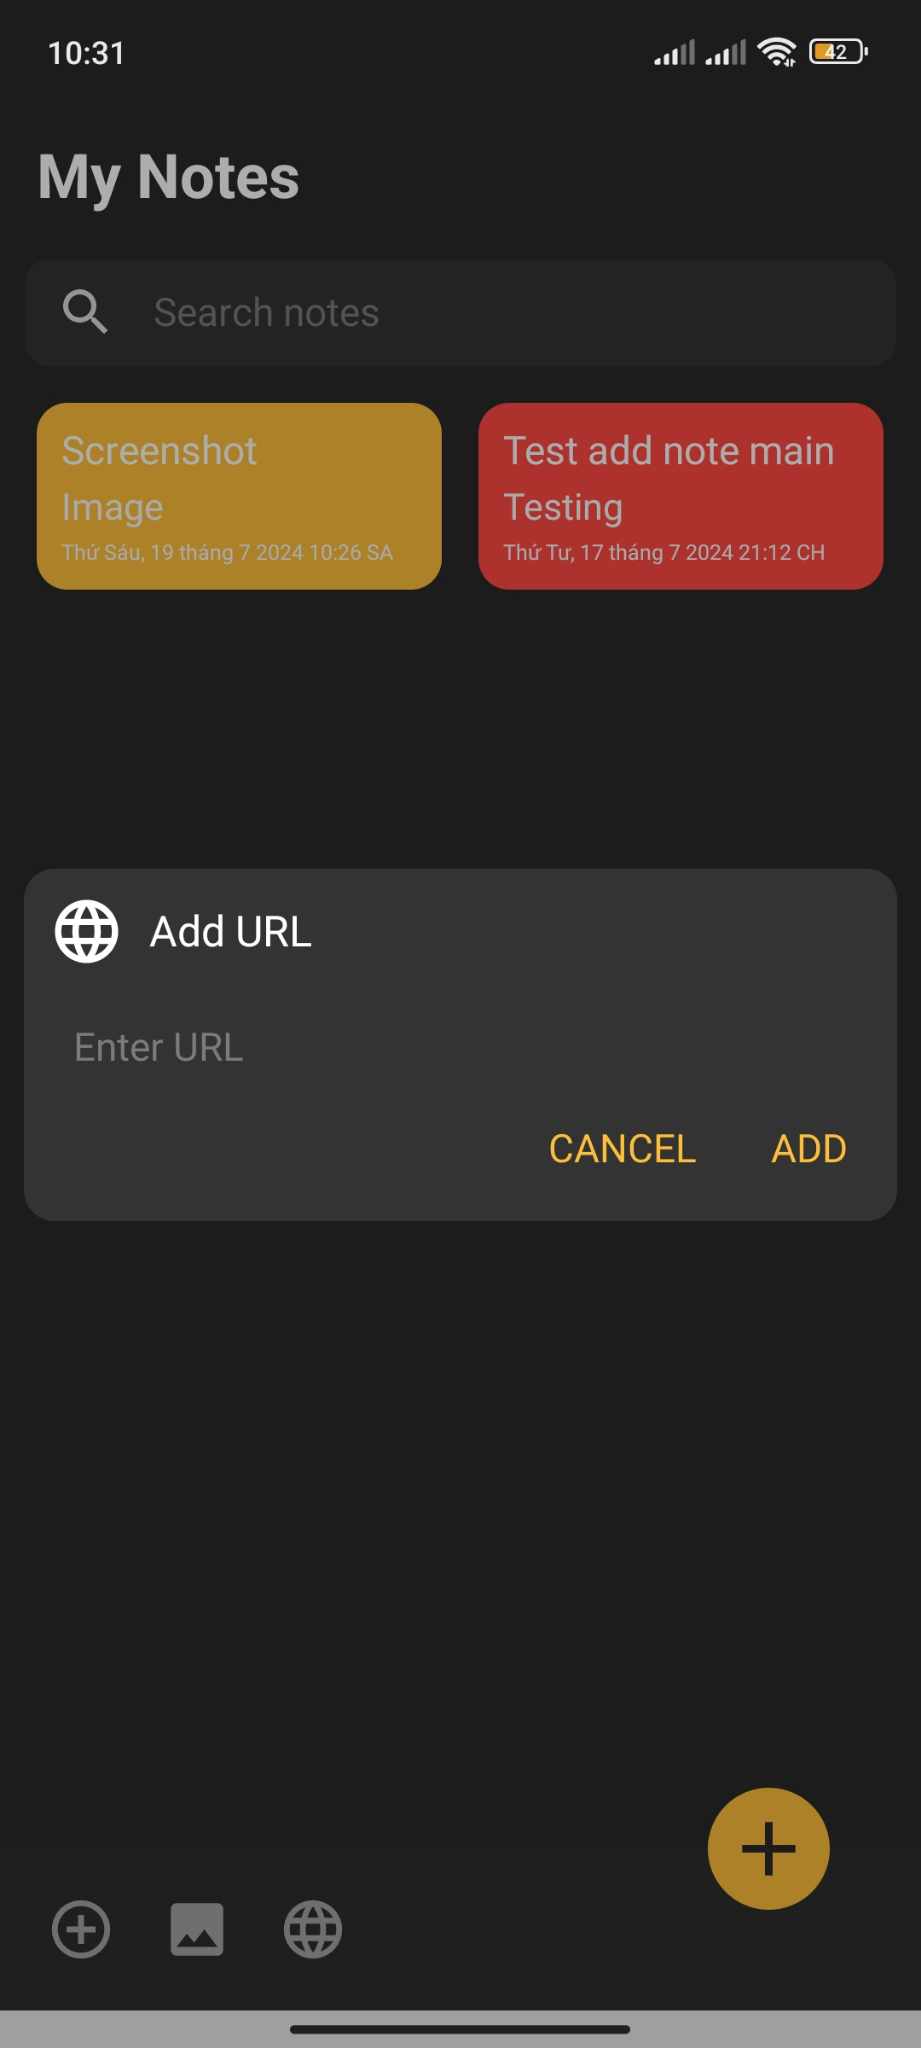 10:31
42
My Notes
Search notes
Screenshot
Image
Thứ Sáu, 19 tháng 7 2024 10:26 SA
Test add note main
Testing
Thứ Tư, 17 tháng 7 2024 21:12 CH
Add URL
Enter URL
CANCEL ADD